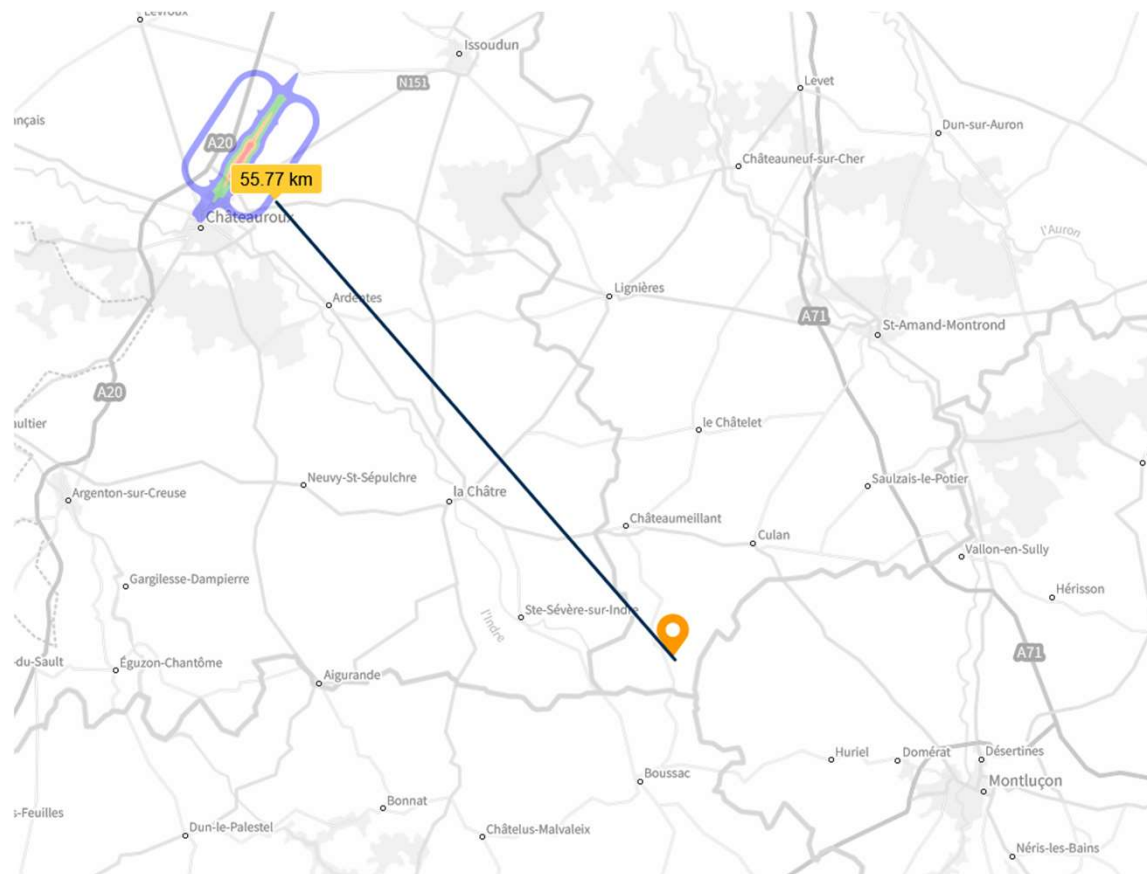 Levroux
Issoudun
N151
Levet
ançais
A20
Dun-sur-Auron
Châteauneuf-sur-Cher
55.77 km
Châteauroux
l'Auron
Ardentes
Lignières
A71
St-Amand-Montrond
A20
aultier
le Châtelet
Neuvy-St-Sépulchre
la Châtre
Saulzais-le-Potier
Argenton-sur-Creuse
Châteaumeillant
Culan
Vallon-en-Sully
Gargilesse-Dampierre
Hérisson
Ste-Sévère-sur-Indre
l'Indre
A71
-du-Sault
Éguzon-Chantôme
Aigurande
Huriel
Domérat
Désertines
Boussac
Montluçon
Bonnat
s-Feuilles
Dun-le-Palestel
Châtelus-Malvaleix
Néris-les-Bains